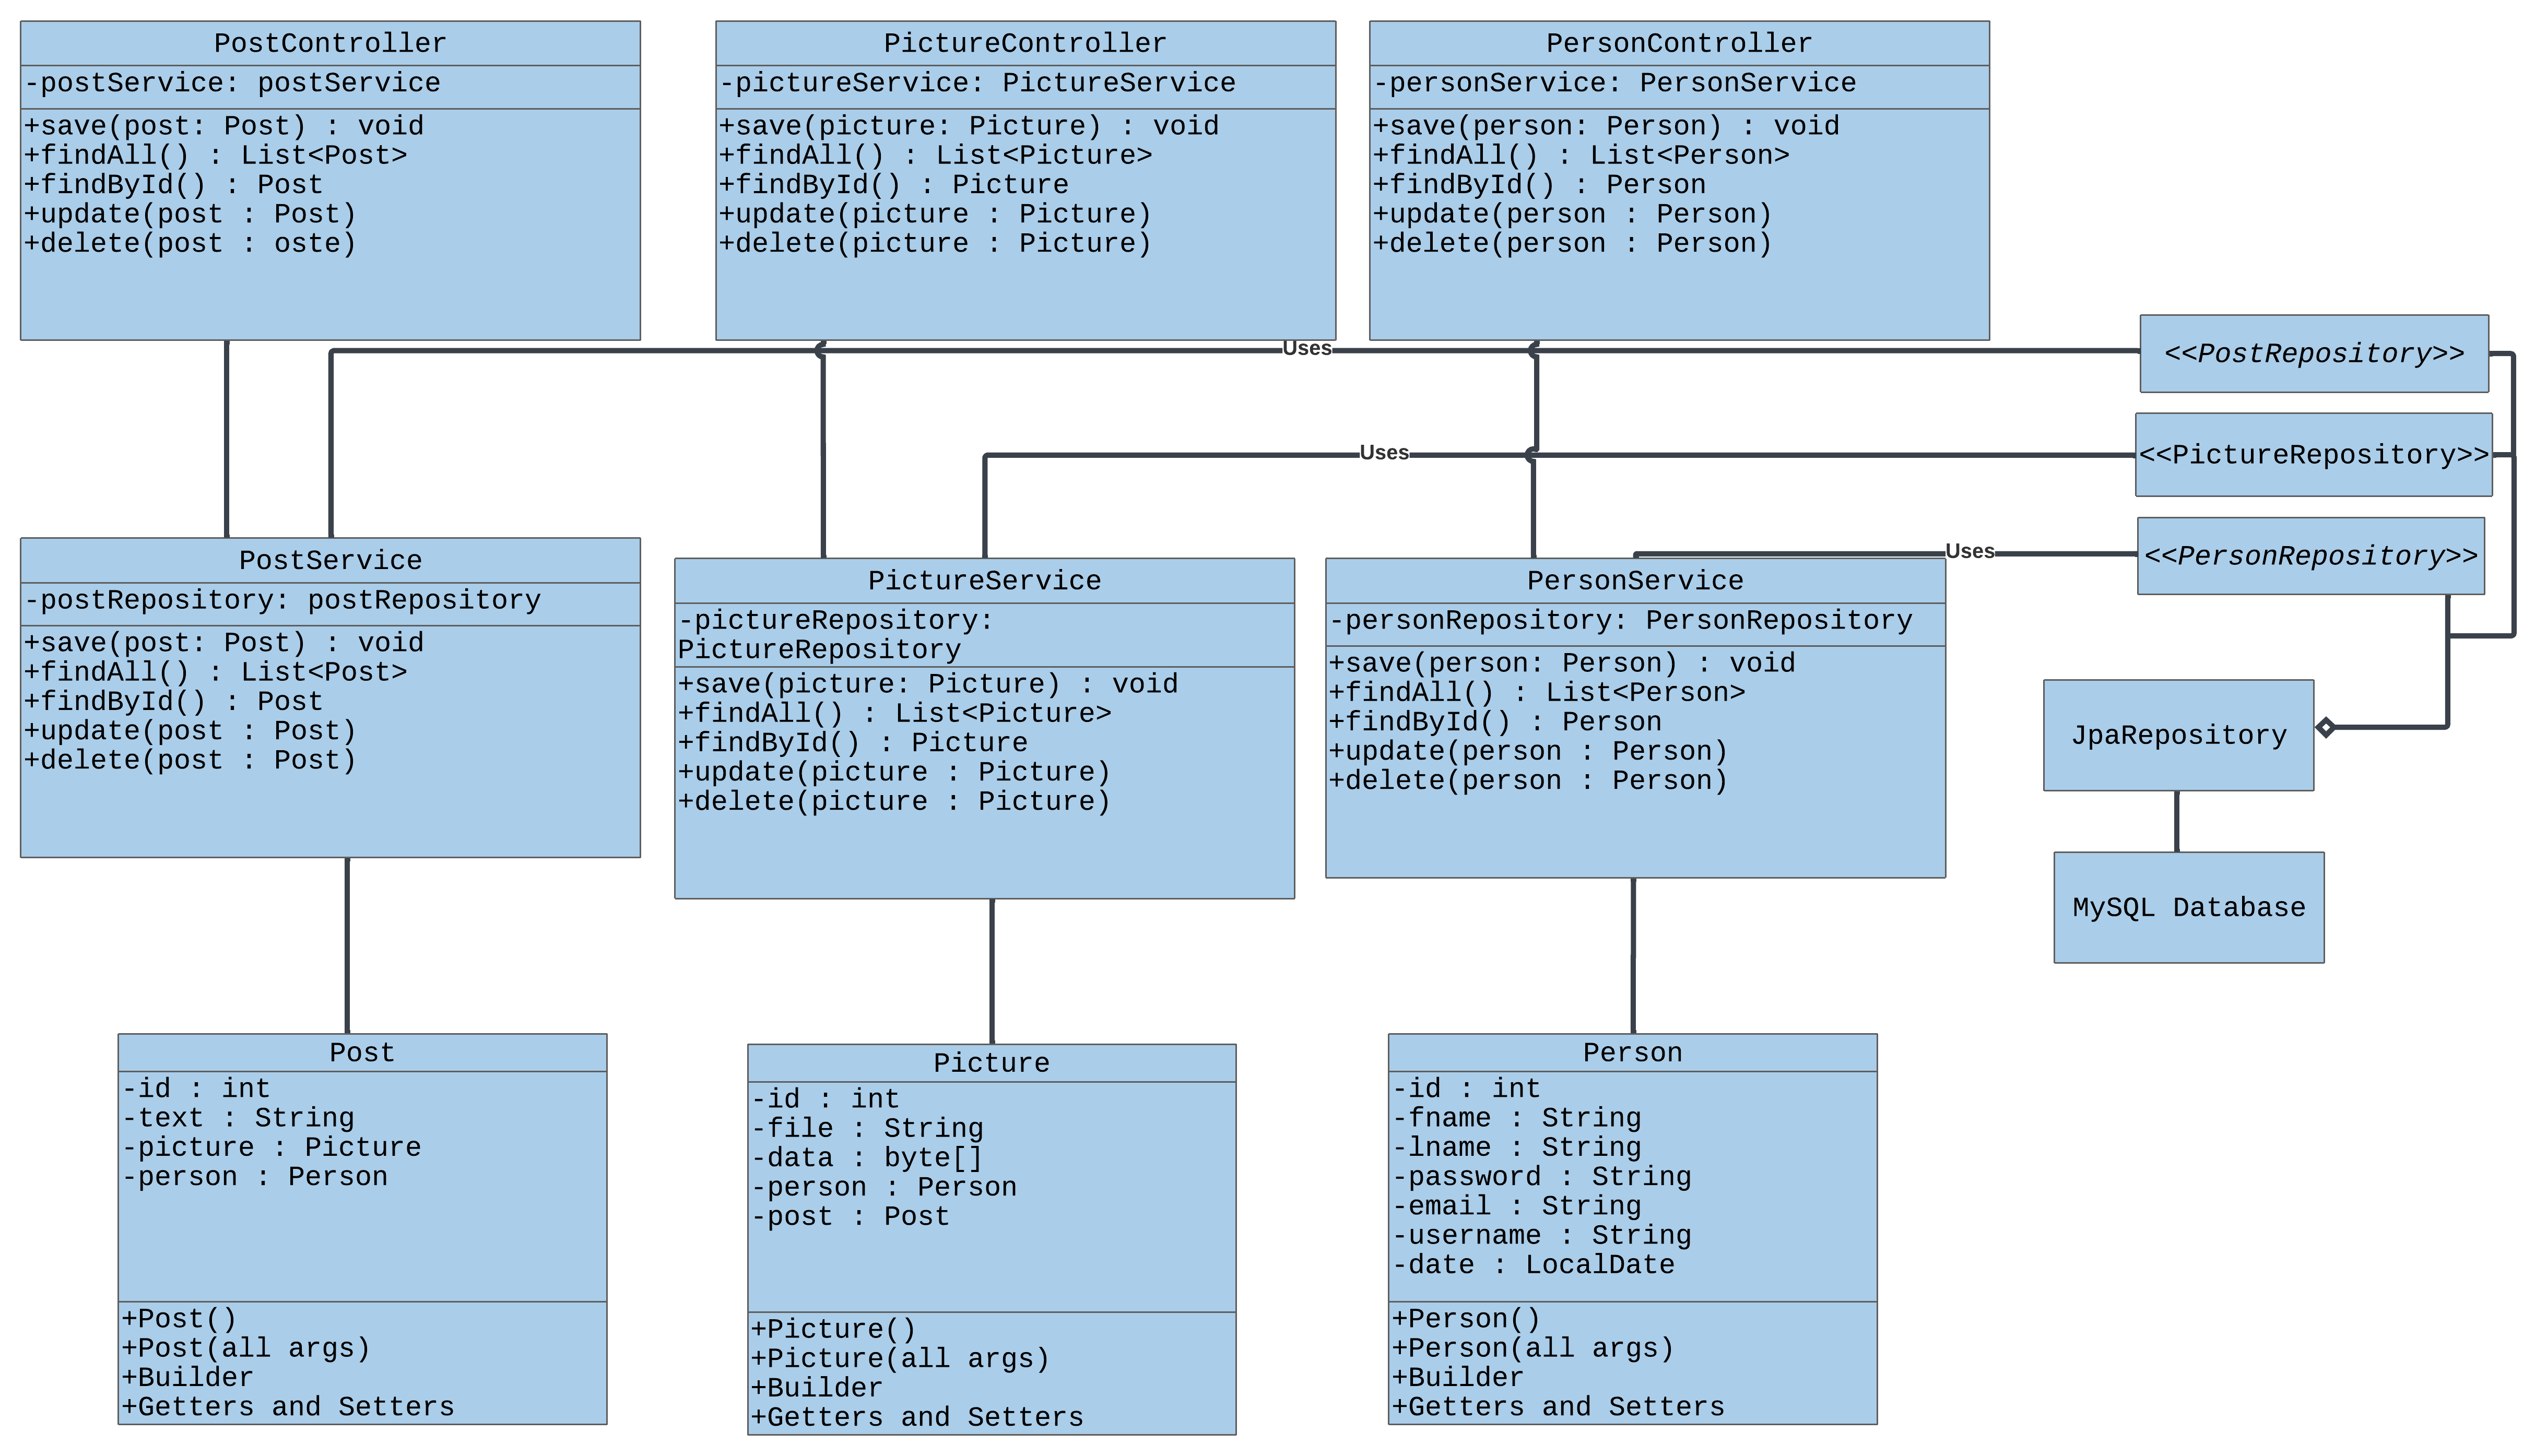 PostController
-postService: postService
+save(post: Post) : void
+findAll() : List<Post>
+findById() : Post
+update(post : Post)
+delete(post : oste)
PictureController
-pictureService: PictureService
+save(picture: Picture) : void
+findAll() : List<Picture>
+findById() : Picture
+update(picture : Picture)
+delete(picture : Picture)
PersonController
-personService: PersonService
+save(person: Person) : void
+findAll() : List<Person>
+findById() : Person
+update(person : Person)
+delete(person : Person)
Uses
<<PostRepository>>
Uses
<<PictureRepository>>
Uses
<<PersonRepository>>
PostService
-postRepository: postRepository
+save(post: Post) : void
+findAll() : List<Post>
+findById() : Post
+update(post : Post)
+delete(post : Post)
PictureService
-pictureRepository:
PictureRepository
+save(picture: Picture) : void
+findAll() : List<Picture>
+findById() : Picture
+update(picture : Picture)
+delete(picture : Picture)
PersonService
-personRepository: PersonRepository
+save(person: Person) : void
+findAll() : List<Person>
+findById() : Person
+update(person : Person)
+delete(person : Person)
JpaRepository
MySQL Database
Post
-id : int
-text : String
-picture : Picture
-person : Person
+Post()
+Post(all args)
+Builder
+Getters and Setters
Picture
-id : int
-file : String
-data : byte[]
-person : Person
-post : Post
+Picture()
+Picture(all args)
+Builder
+Getters and Setters
Person
-id : int
-fname : String
-lname : String
-password : String
-email : String
-username : String
-date : LocalDate
+Person()
+Person(all args)
+Builder
+Getters and Setters